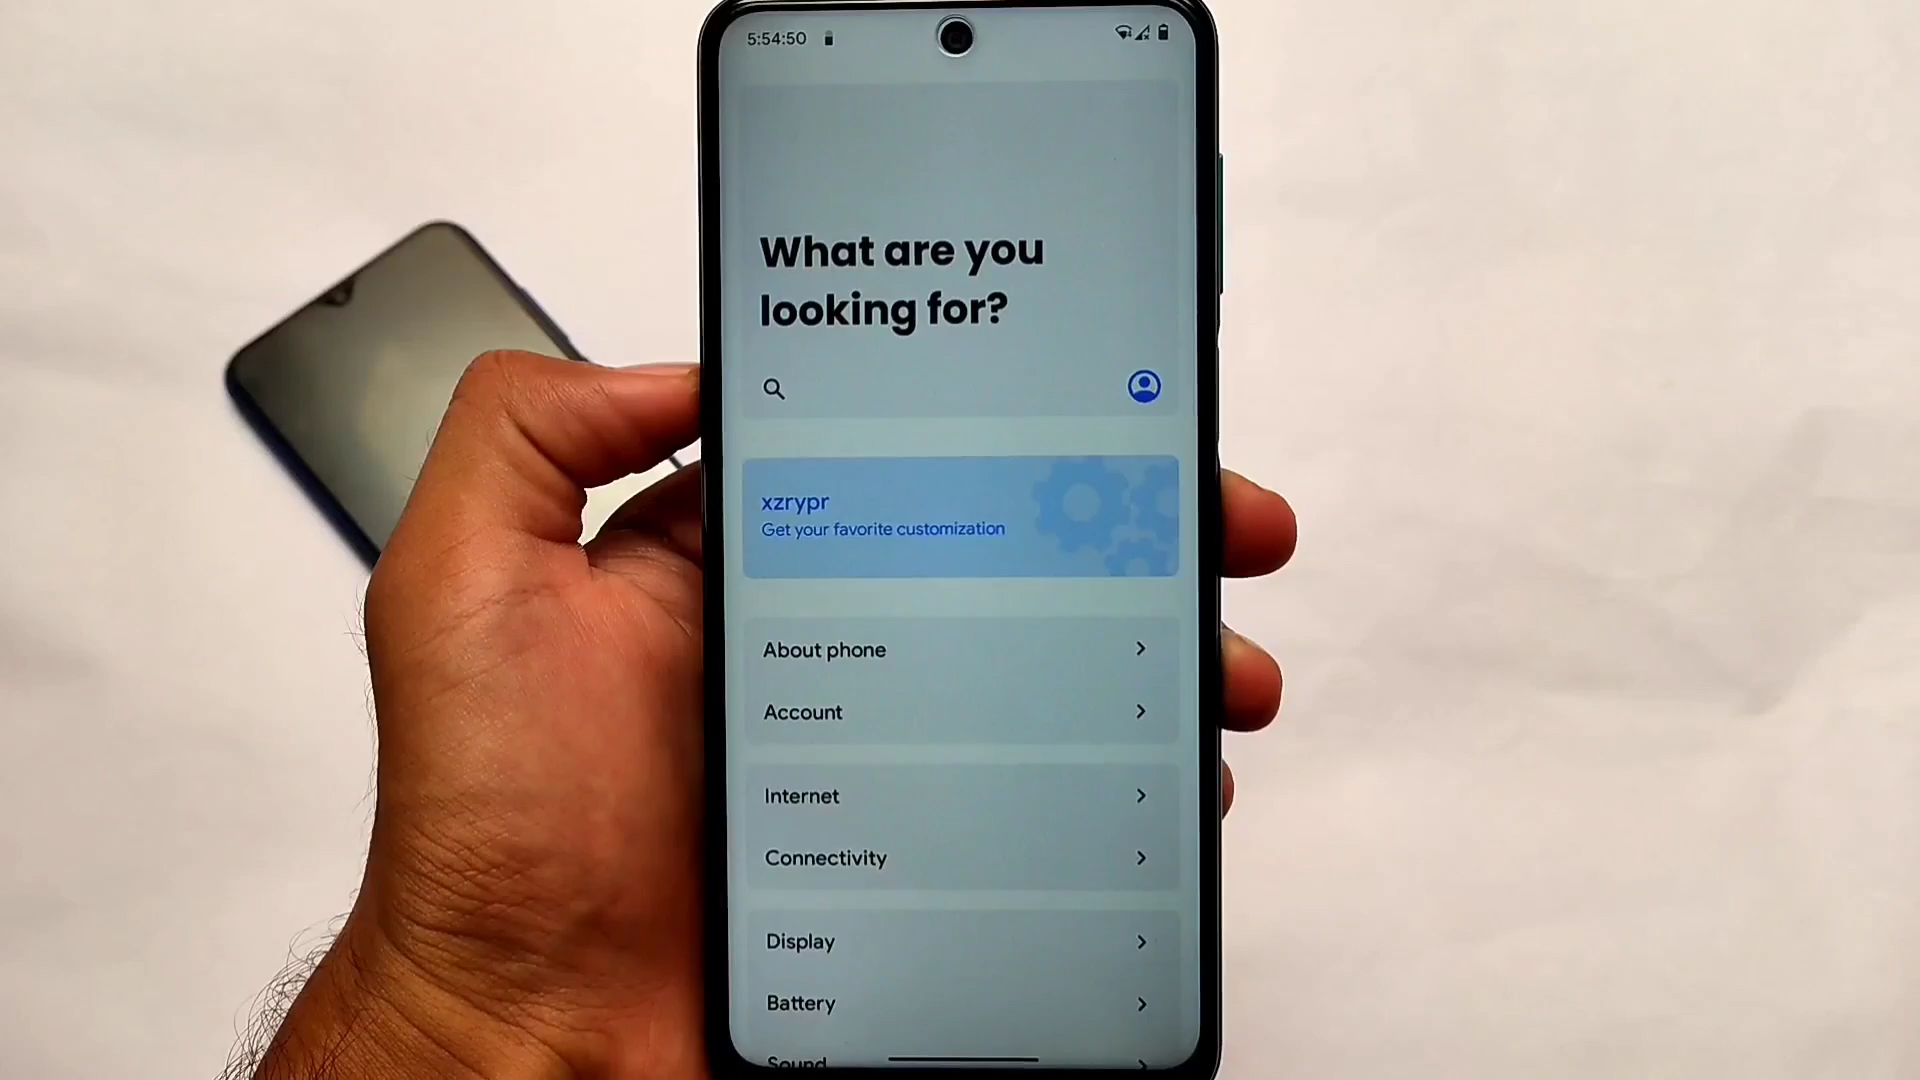 5:54:50
What are you
looking for?
xzrypr
Get your favorite customization
About phone
Account
Internet
Connectivity
Display
Battery
Sound